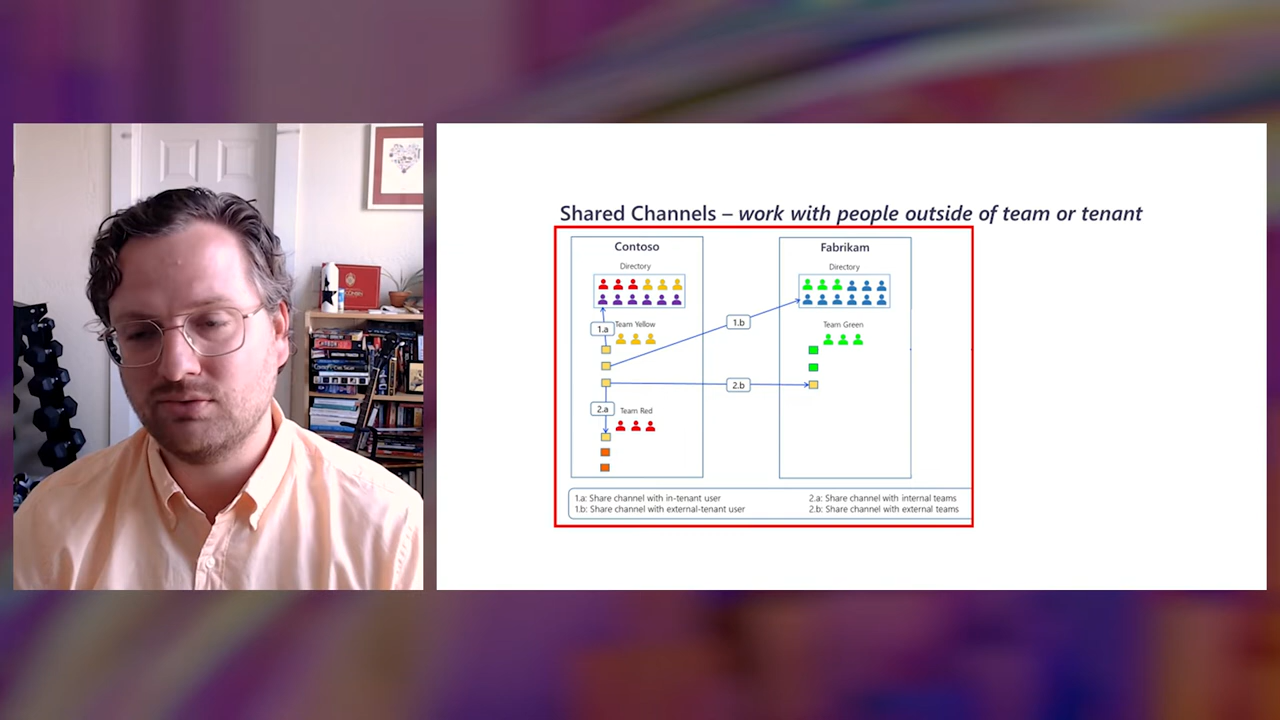 Shared Channels – work with people outside of team or tenant
Contoso
Directory
1.a
Team Yellow
2.a
Team Red
1.b
2.b
Fabrikam
Directory
Team Green
1.a: Share channel with in-tenant user
1.b: Share channel with external-tenant user
2.a: Share channel with internal teams
2.b: Share channel with external teams